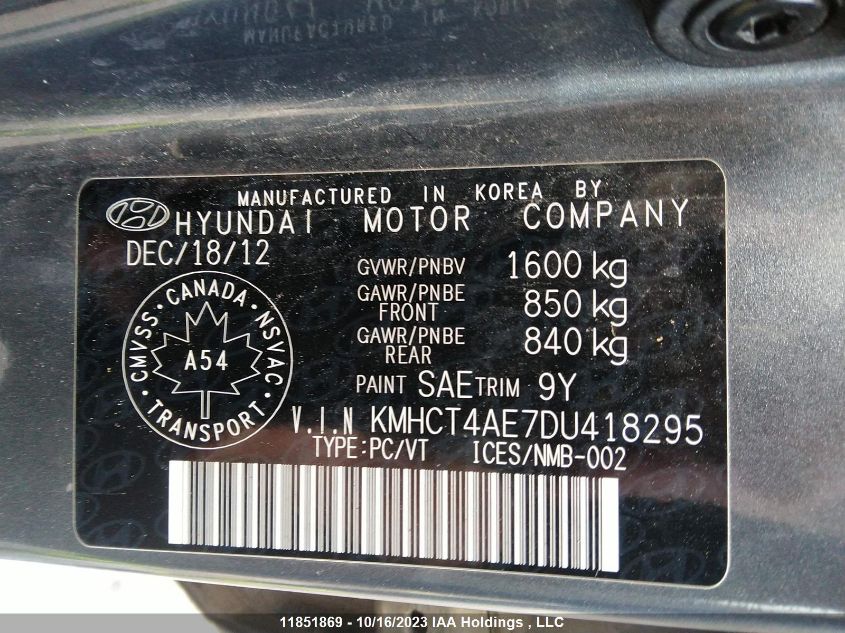 MANUFACTURED IN KOREA BY
HYUNDAI MOTOR COMPANY
DEC/18/12
GVWR/PNBV 1600 kg
GAWR/PNBE FRONT 850 kg
GAWR/PNBE REAR 840 kg
CMVSS · CANADA · NSVAC · TRANSPORT ·
A54
PAINT SAE TRIM 9Y
V.I.N KMHCT4AE7DU418295
TYPE:PC/VT ICES/NMB-002
11851869 - 10/16/2023 IAA Holdings , LLC